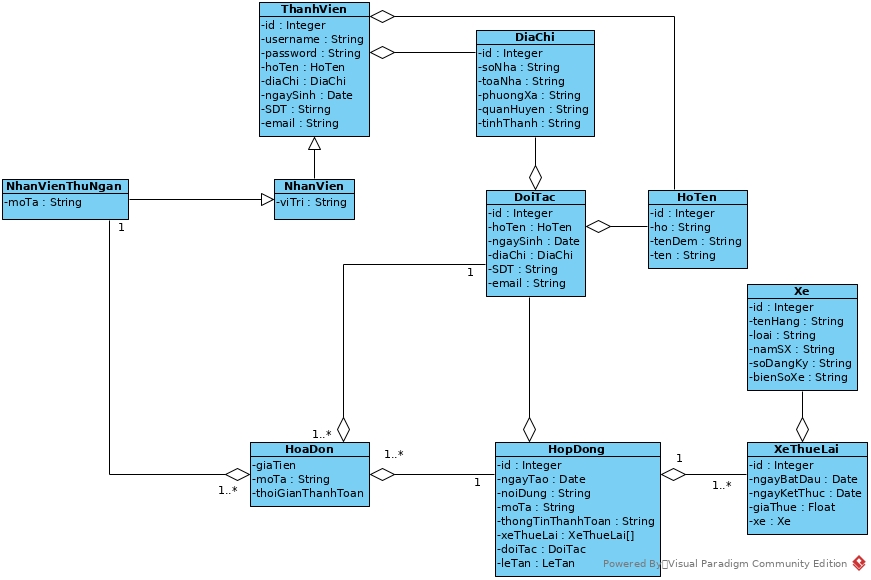 ThanhVien
-id : Integer
-username : String
-password : String
-hoTen : HoTen
-diaChi : DiaChi
-ngaySinh : Date
-SDT : Stirng
-email : String
DiaChi
-id : Integer
-soNha : String
-toaNha : String
-phuongXa : String
-quanHuyen : String
-tinhThanh : String
NhanVienThuNgan
-moTa : String
NhanVien
-viTri : String
DoiTac
-id : Integer
-hoTen : HoTen
-ngaySinh : Date
-diaChi : DiaChi
-SDT : String
-email : String
HoTen
-id : Integer
-ho : String
-tenDem : String
-ten : String
1
1
Xe
-id : Integer
-tenHang : String
-loai : String
-namSX : String
-soDangKy : String
-bienSoXe : String
1..*
HoaDon
-giaTien
-moTa : String
-thoiGianThanhToan
1..*
1..*
1
HopDong
-id : Integer
-ngayTao : Date
-noiDung : String
-moTa : String
-thongTinThanhToan : String
-xeThueLai : XeThueLai[]
-doiTac : DoiTac
-leTan : LeTan
1
1..*
XeThueLai
-id : Integer
-ngayBatDau : Date
-ngayKetThuc : Date
-giaThue : Float
-xe : Xe
Powered By Visual Paradigm Community Edition